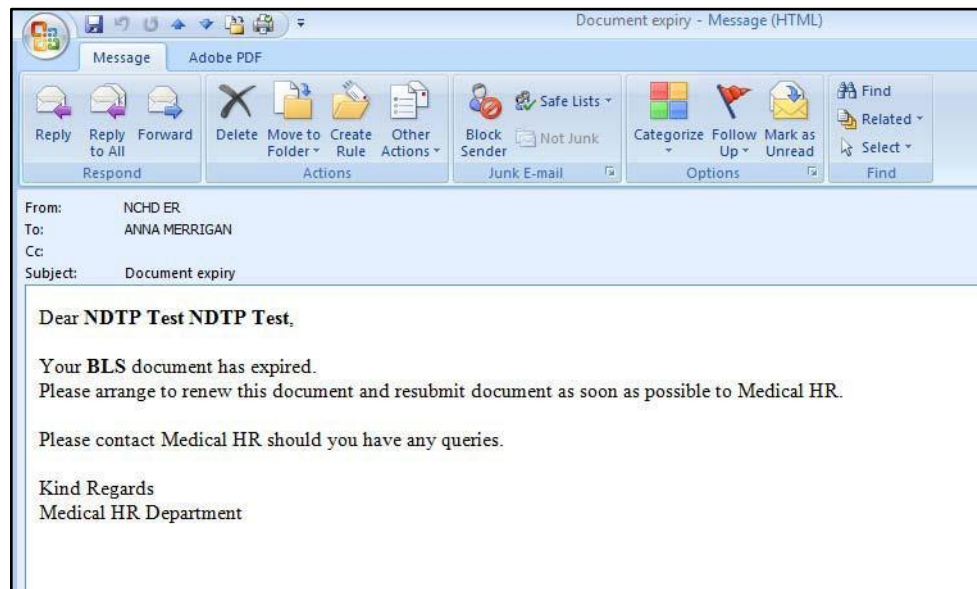 Document expiry - Message (HTML)
Message Adobe PDF
Reply Reply to All Forward Delete Move to Folder Create Rule Other Actions Block Sender Safe Lists Not Junk Categorize Follow Up Mark as Unread Find Related Select
Respond Actions Junk E-mail Options Find
From: NCHD ER
To: ANNA MERRIGAN
Cc:
Subject: Document expiry
Dear NDTP Test NDTP Test,
Your BLS document has expired.
Please arrange to renew this document and resubmit document as soon as possible to Medical HR.
Please contact Medical HR should you have any queries.
Kind Regards
Medical HR Department